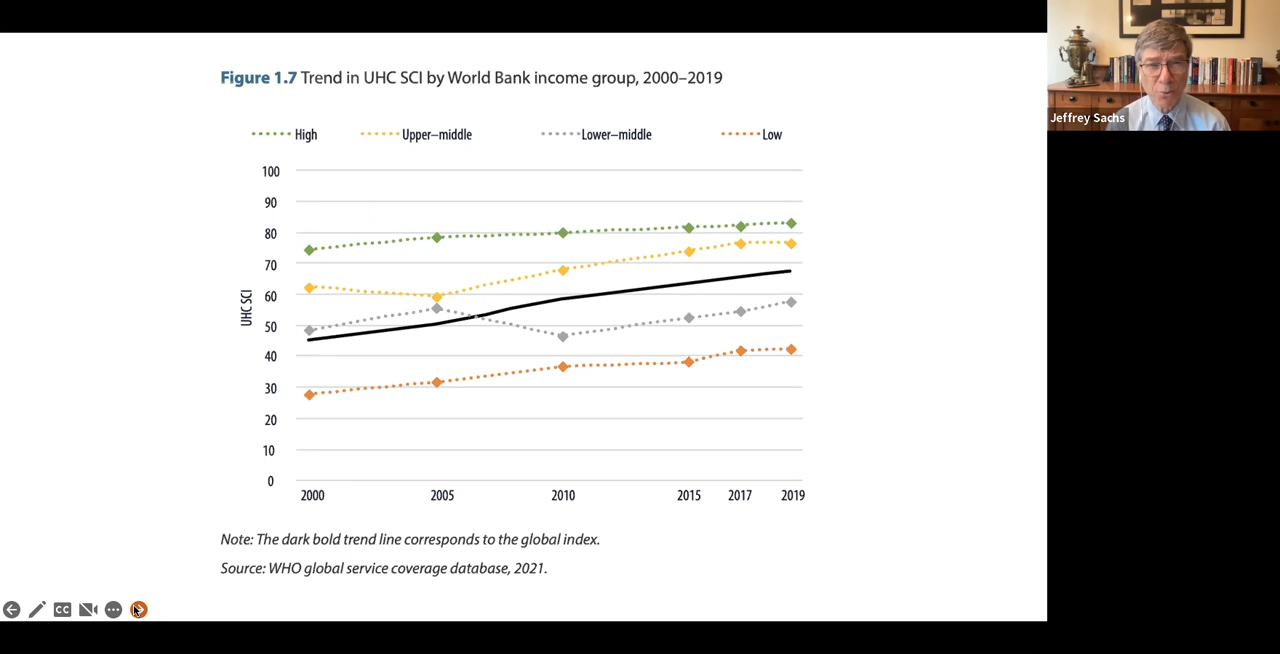 Figure 1.7 Trend in UHC SCI by World Bank income group, 2000–2019
High Upper–middle Lower–middle Low
100
90
80
70
60
50
40
30
20
10
0
UHC SCI
2000 2005 2010 2015 2017 2019
Note: The dark bold trend line corresponds to the global index.
Source: WHO global service coverage database, 2021.
CC
Jeffrey Sachs